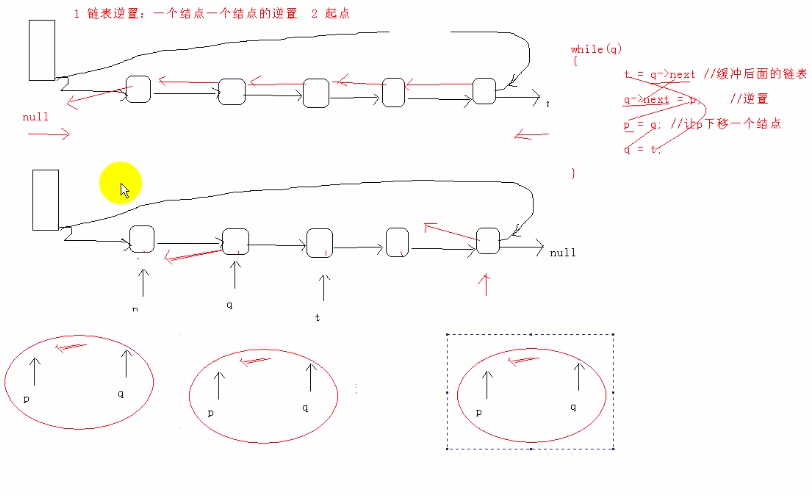 1 链表逆置：一个结点一个结点的逆置 2 起点
while(q)
{
t = q->next //缓冲后面的链表
q->next = p; //逆置
p = q; //让p下移一个结点
q = t;
}
null
null
p
q
t
p
q
p
q
p
q